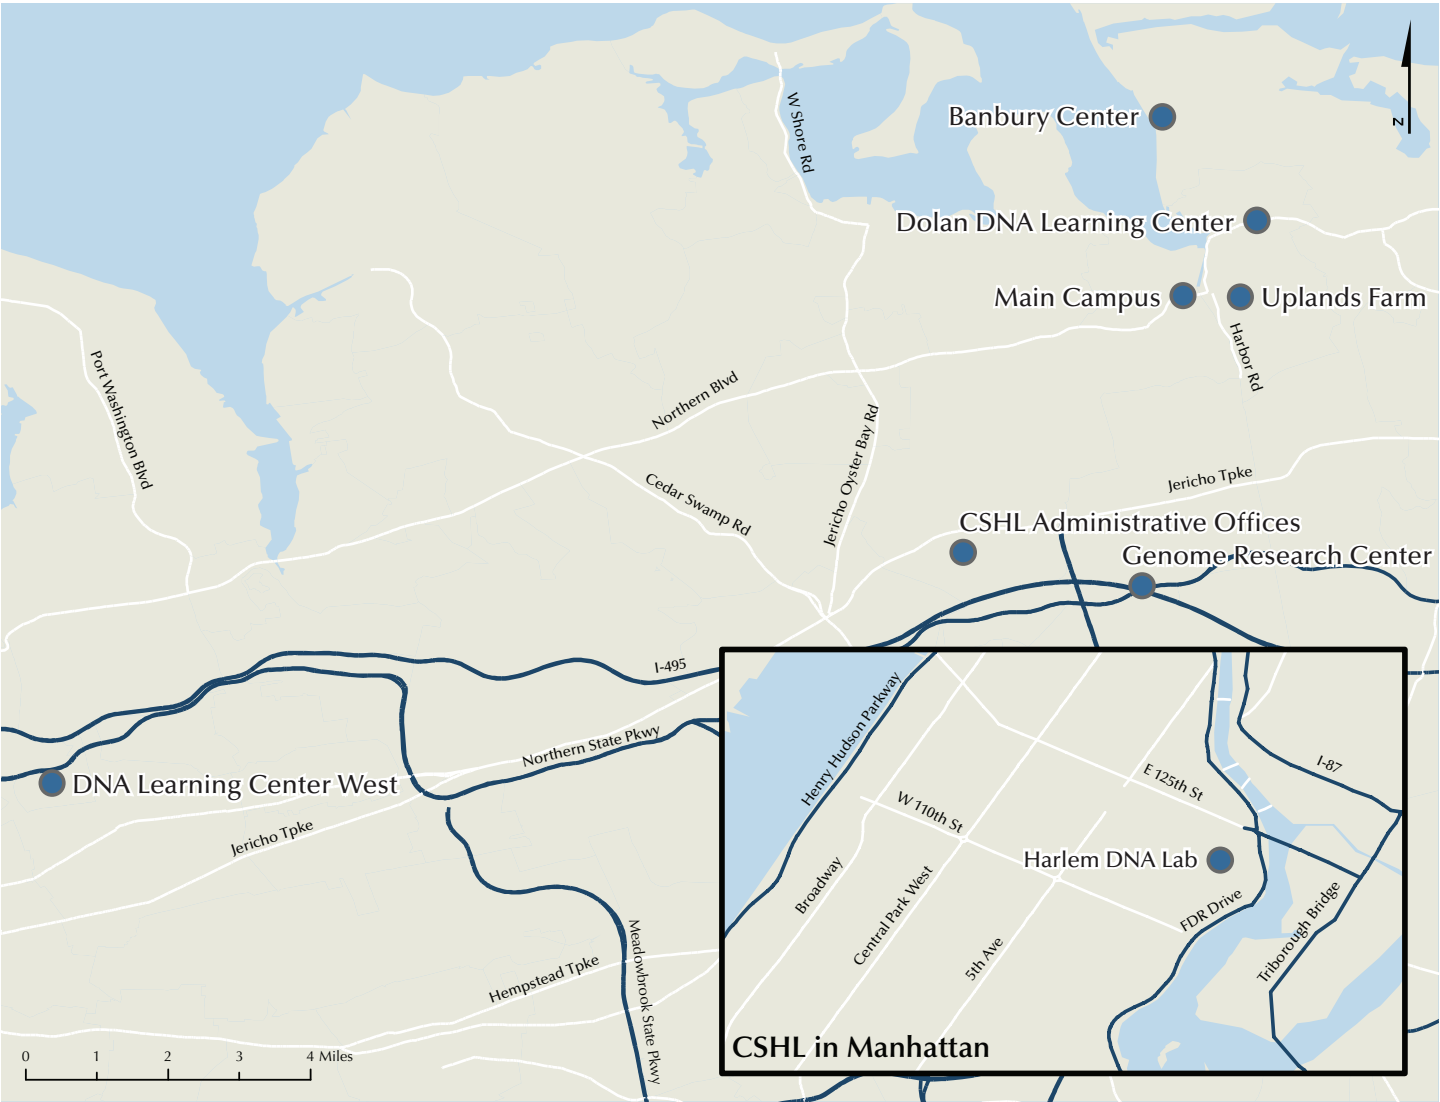 W Shore Rd
Banbury Center
N
Dolan DNA Learning Center
Main Campus
Uplands Farm
Harbor Rd
Port Washington Blvd
Northern Blvd
Jericho Oyster Bay Rd
Cedar Swamp Rd
Jericho Tpke
CSHL Administrative Offices
Genome Research Center
I-495
Northern State Pkwy
DNA Learning Center West
Jericho Tpke
Meadowbrook State Pkwy
Hempstead Tpke
0 1 2 3 4 Miles
Henry Hudson Parkway
I-87
E 125th St
W 110th St
Harlem DNA Lab
Broadway
Central Park West
FDR Drive
Triborough Bridge
5th Ave
CSHL in Manhattan